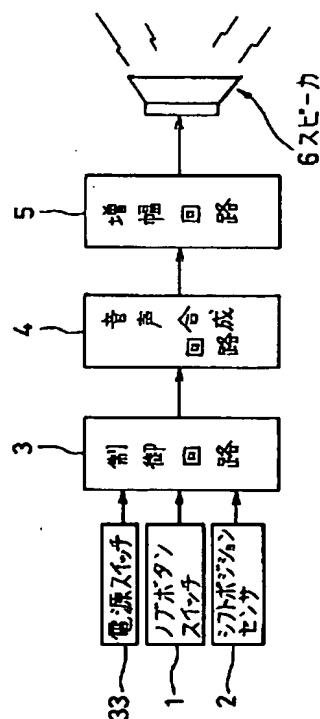 33
電源スイッチ
1
ノブボタン
スイッチ
2
シフトポジション
センサ
3
制御回路
4
音声合成
回路
5
増幅回路
6スピーカ